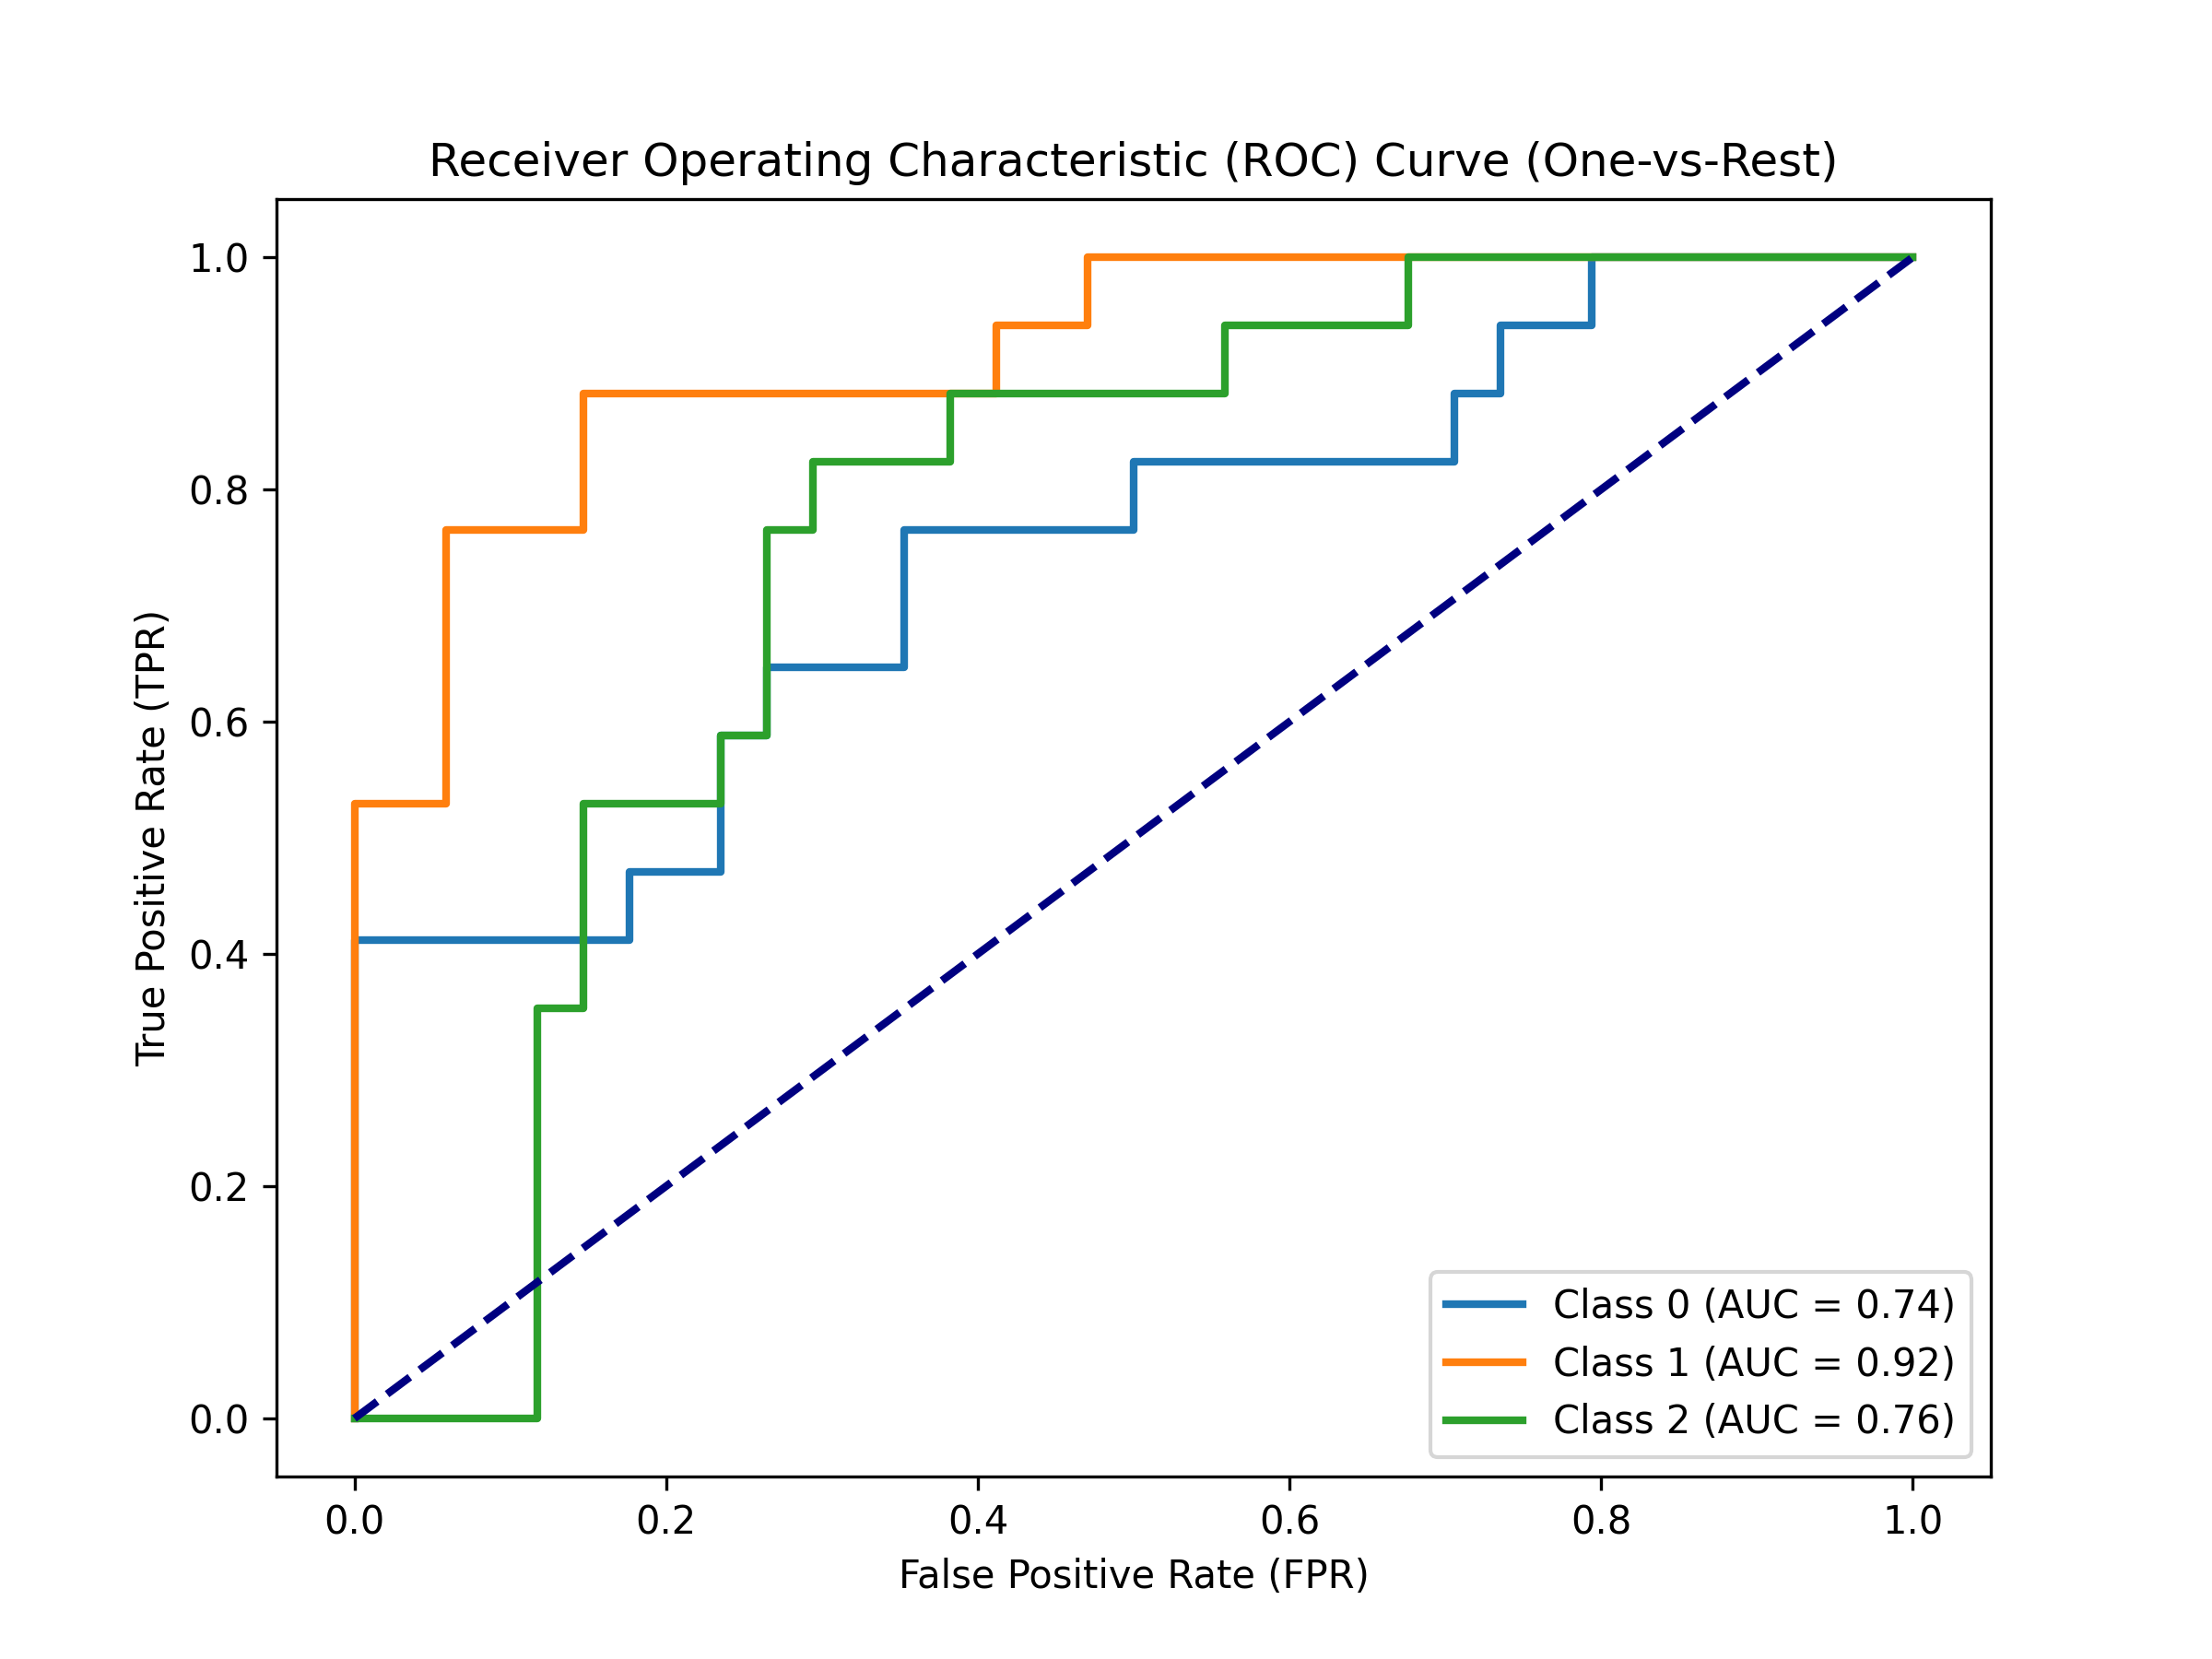 Receiver Operating Characteristic (ROC) Curve (One-vs-Rest)
True Positive Rate (TPR)
1.0
0.8
0.6
0.4
0.2
0.0
0.0 0.2 0.4 0.6 0.8 1.0
False Positive Rate (FPR)
Class 0 (AUC = 0.74)
Class 1 (AUC = 0.92)
Class 2 (AUC = 0.76)